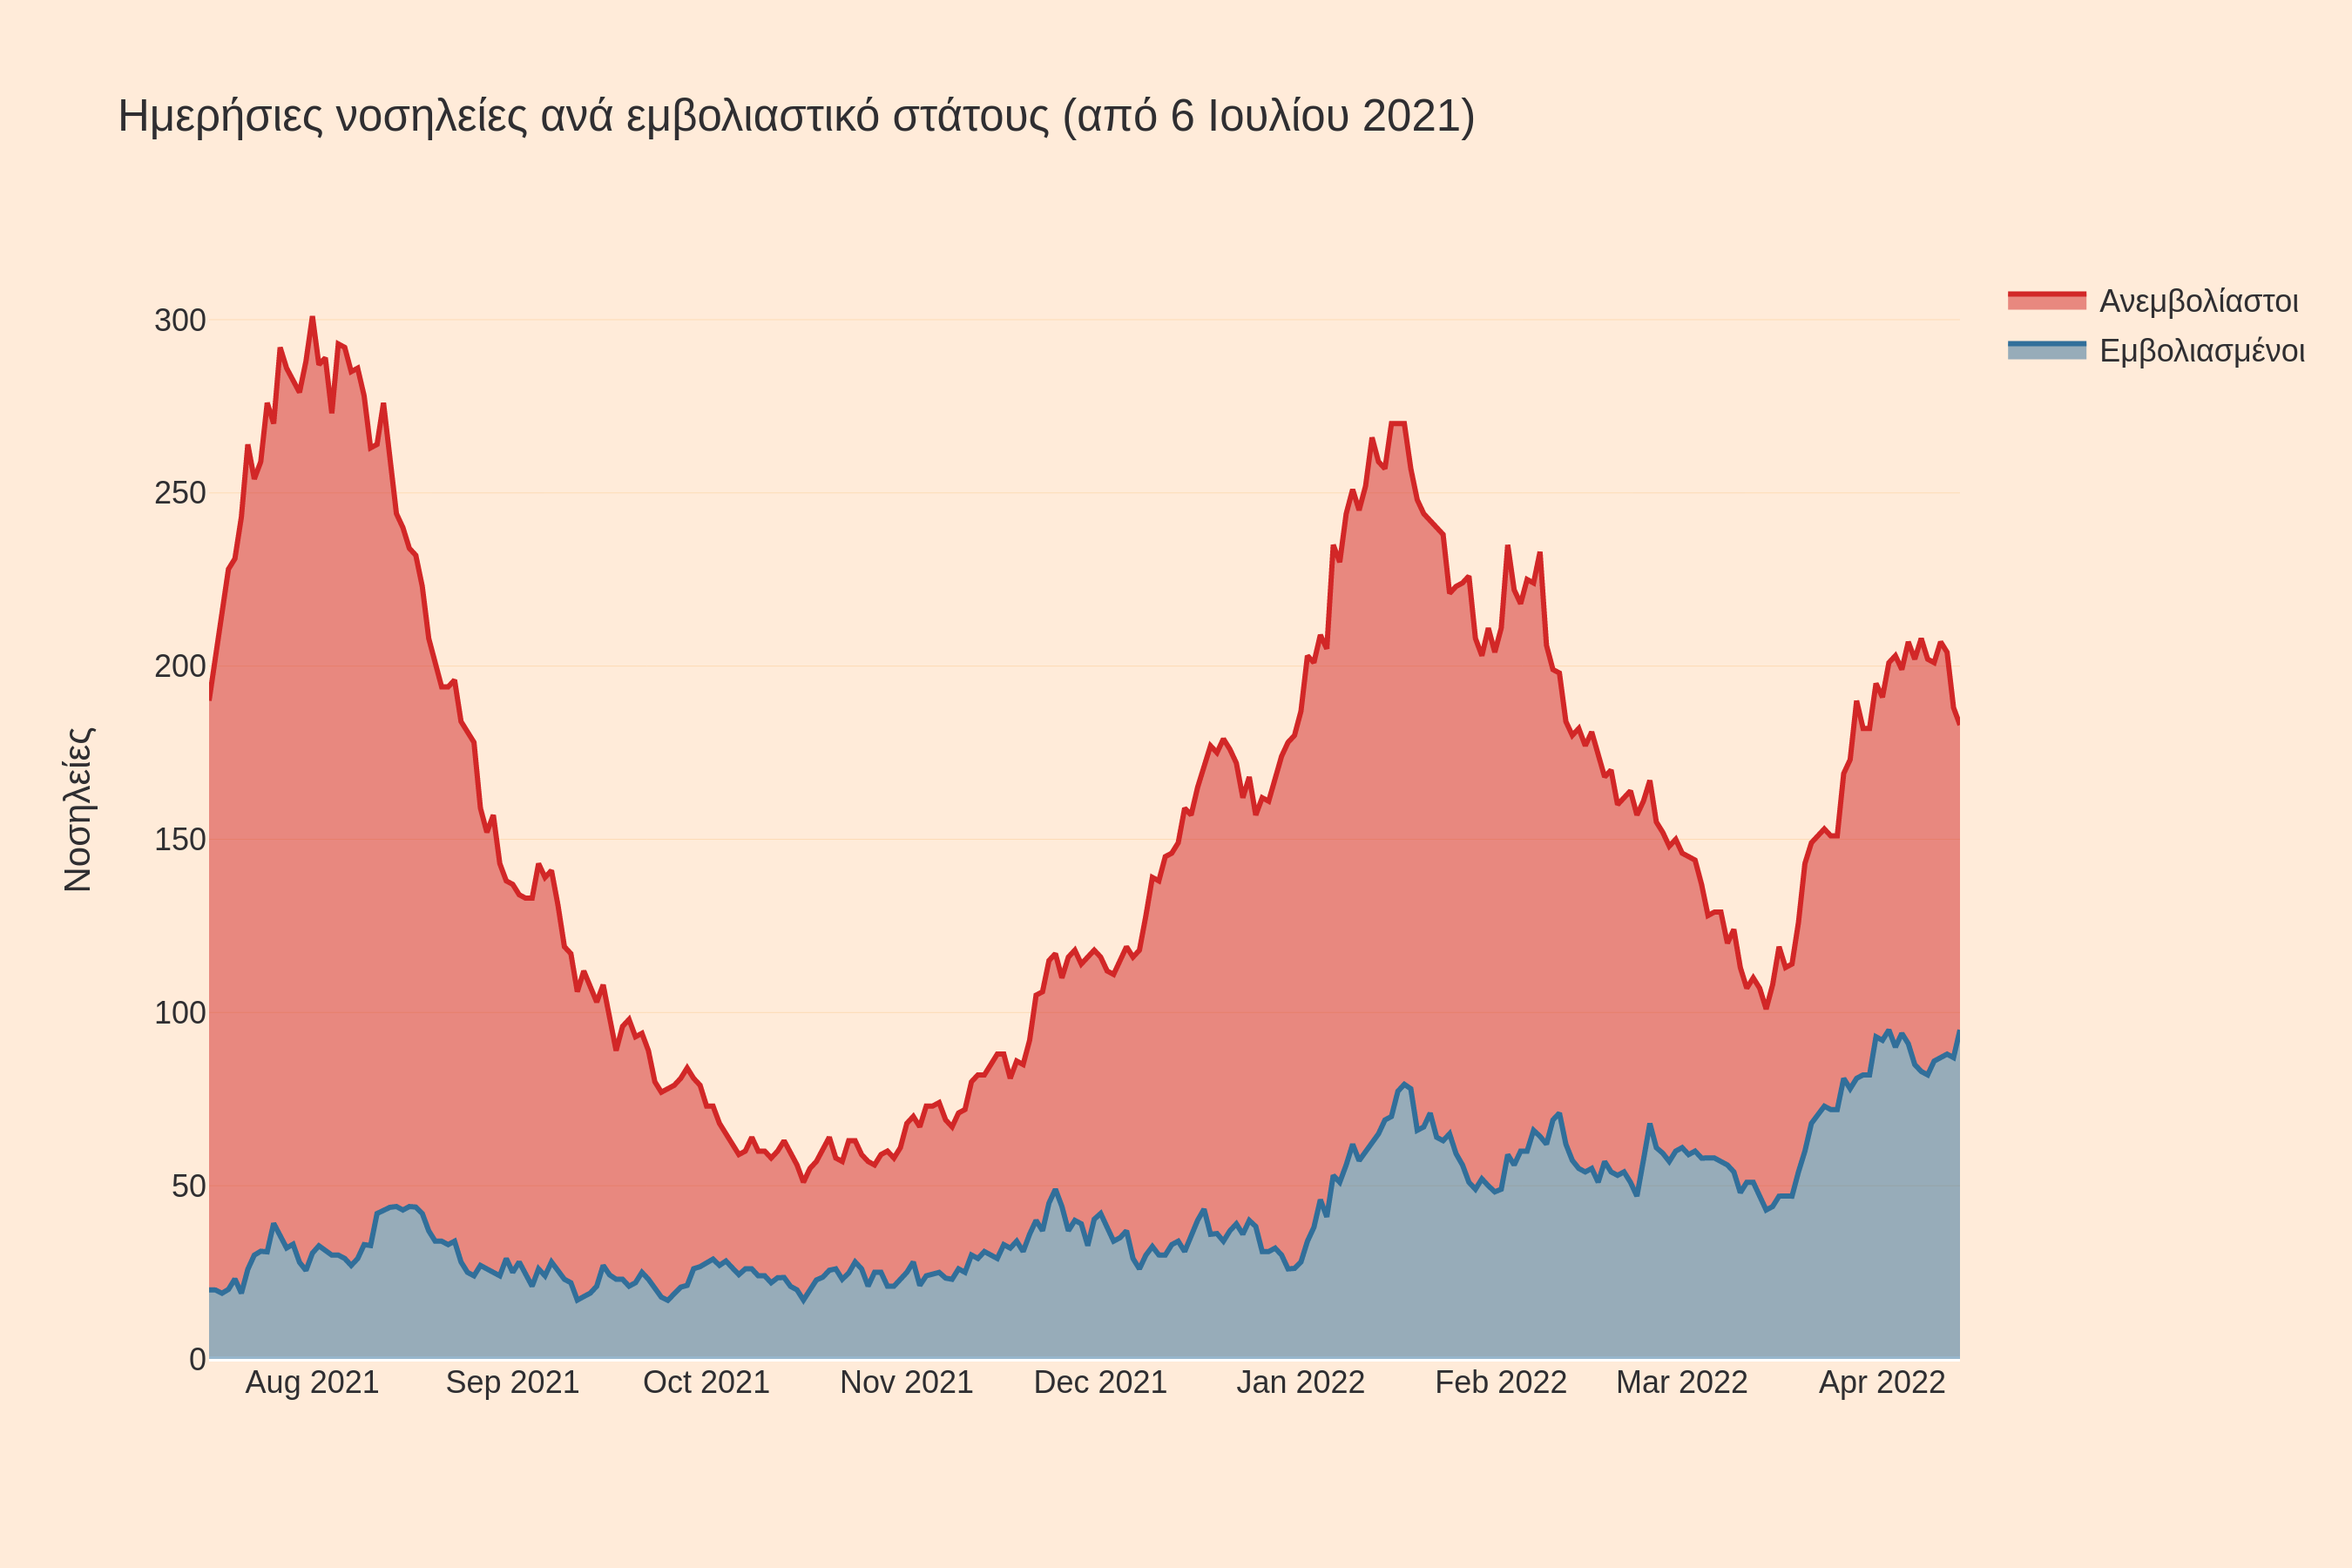 Ημερήσιες νοσηλείες ανά εμβολιαστικό στάτους (από 6 Ιουλίου 2021)
Ανεμβολίαστοι
Εμβολιασμένοι
Νοσηλείες
300
250
200
150
100
50
0
Aug 2021
Sep 2021
Oct 2021
Nov 2021
Dec 2021
Jan 2022
Feb 2022
Mar 2022
Apr 2022